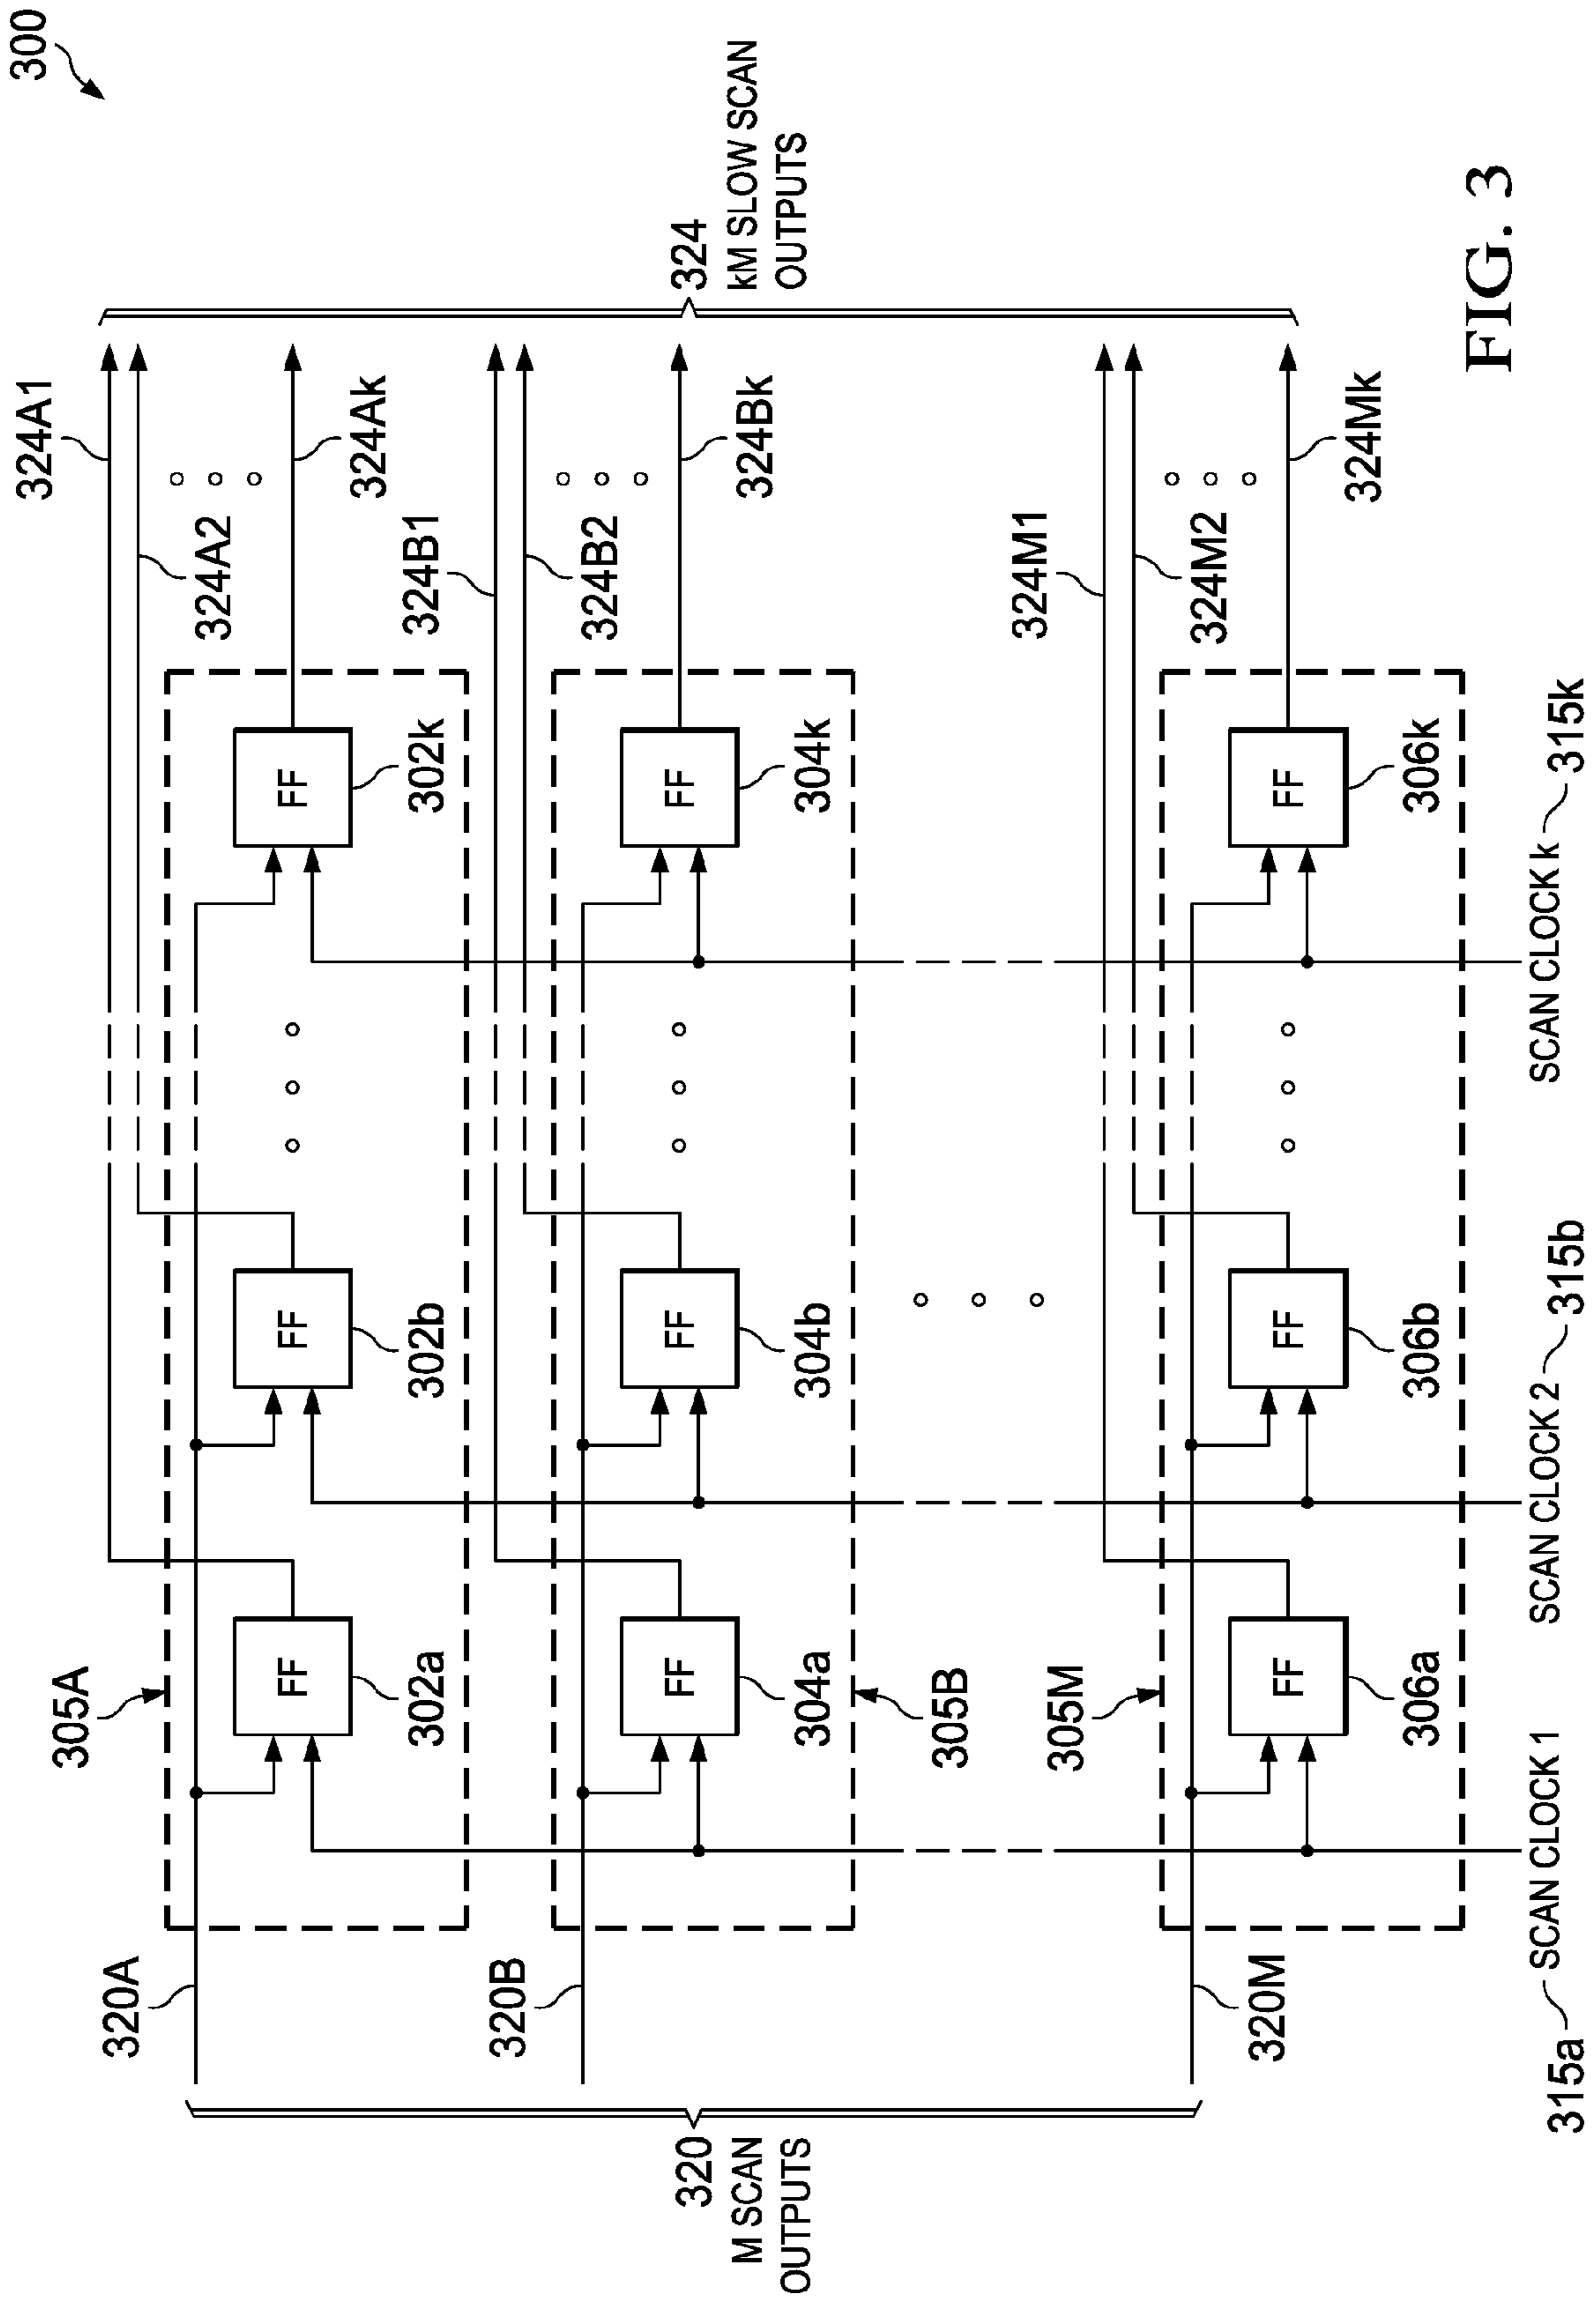 300
324A1
324A2
324Ak
324B1
324B2
324Bk
324M1
324M2
324Mk
324
kM SLOW SCAN
OUTPUTS
305A
FF
302a
FF
302b
FF
302k
320A
FF
304a
FF
304b
FF
304k
305B
320B
305M
FF
306a
FF
306b
FF
306k
320M
320
M SCAN
OUTPUTS
315a SCAN CLOCK 1
SCAN CLOCK 2 315b
SCAN CLOCK k 315k
FIG. 3